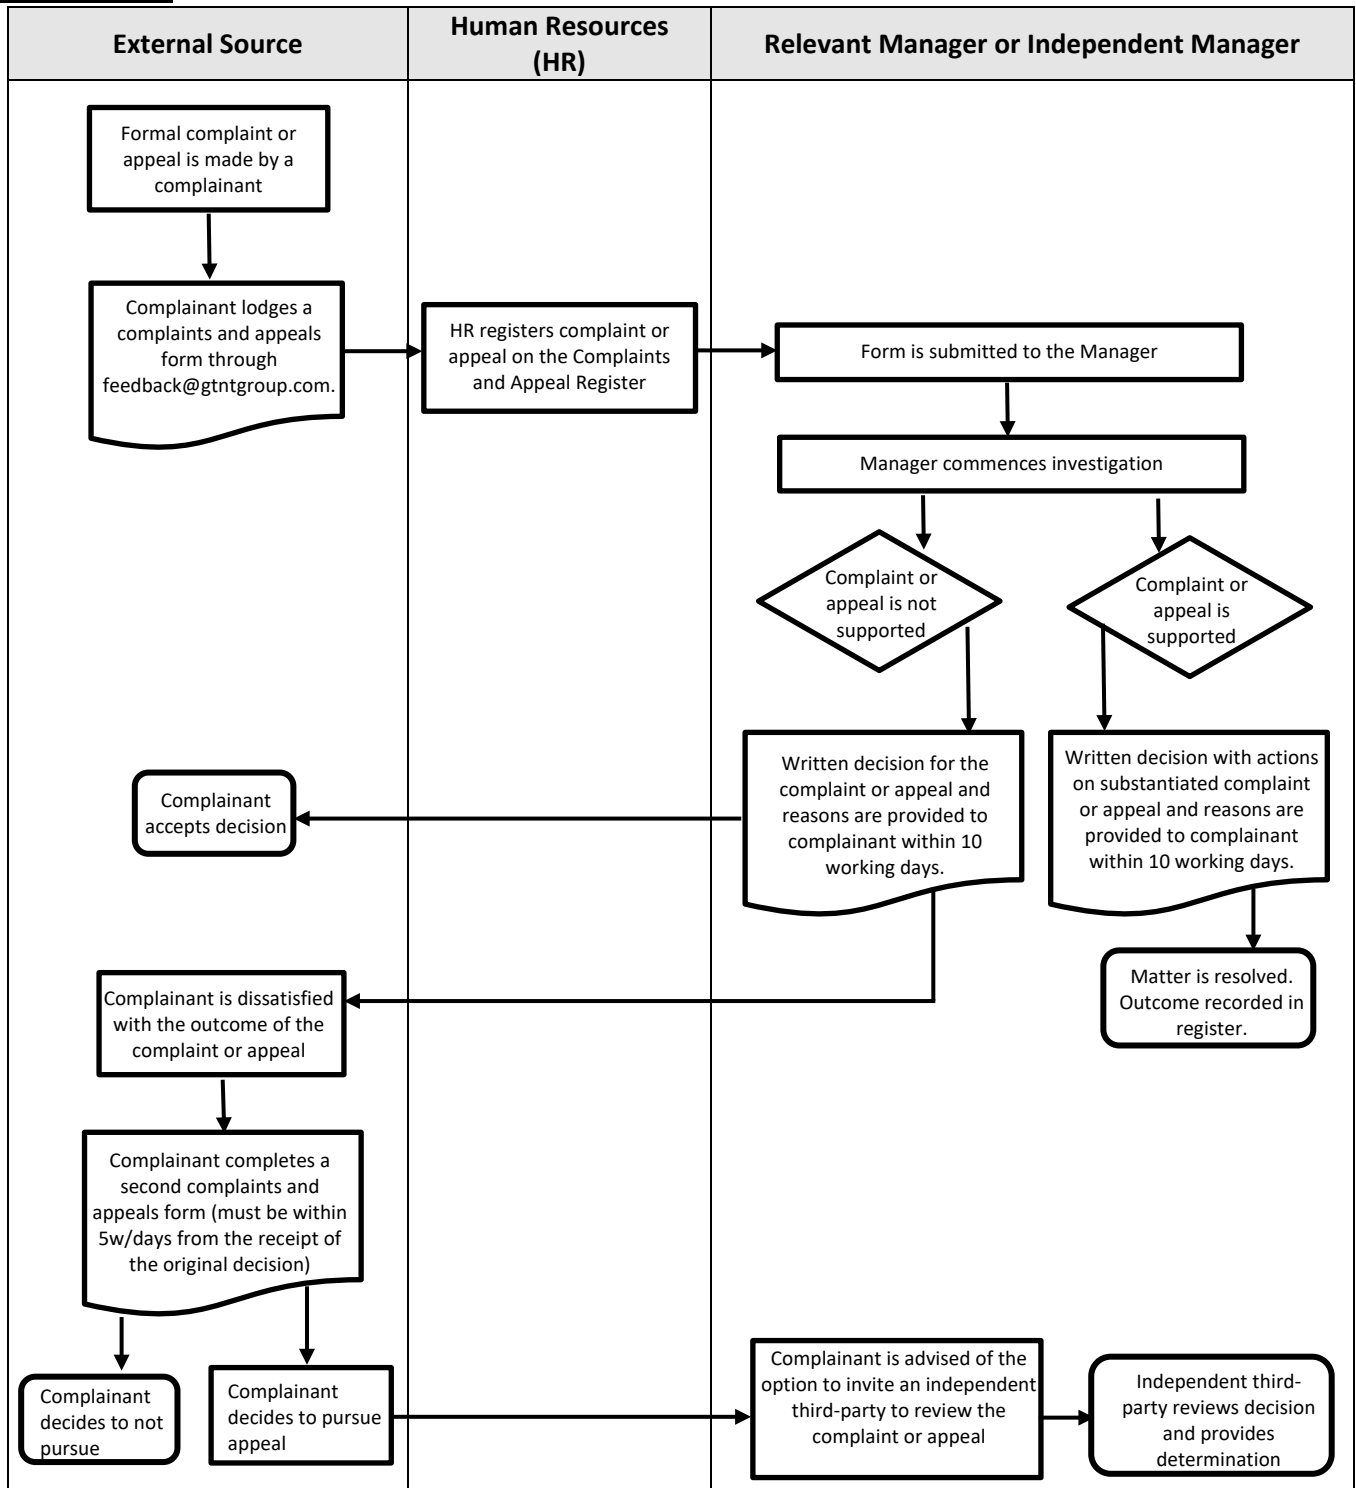 External Source
Human Resources
(HR)
Relevant Manager or Independent Manager
Formal complaint or
appeal is made by a
complainant
Complainant lodges a
complaints and appeals
form through
feedback@gtntgroup.com.
HR registers complaint or
appeal on the Complaints
and Appeal Register
Form is submitted to the Manager
Manager commences investigation
Complaint or
appeal is not
supported
Complaint or
appeal is
supported
Written decision for the
complaint or appeal and
reasons are provided to
complainant within 10
working days.
Written decision with actions
on substantiated complaint
or appeal and reasons are
provided to complainant
within 10 working days.
Complainant
accepts decision
Matter is resolved.
Outcome recorded in
register.
Complainant is dissatisfied
with the outcome of the
complaint or appeal
Complainant completes a
second complaints and
appeals form (must be within
5w/days from the receipt of
the original decision)
Complainant
decides to not
pursue
Complainant
decides to pursue
appeal
Complainant is advised of the
option to invite an independent
third-party to review the
complaint or appeal
Independent third-
party reviews decision
and provides
determination